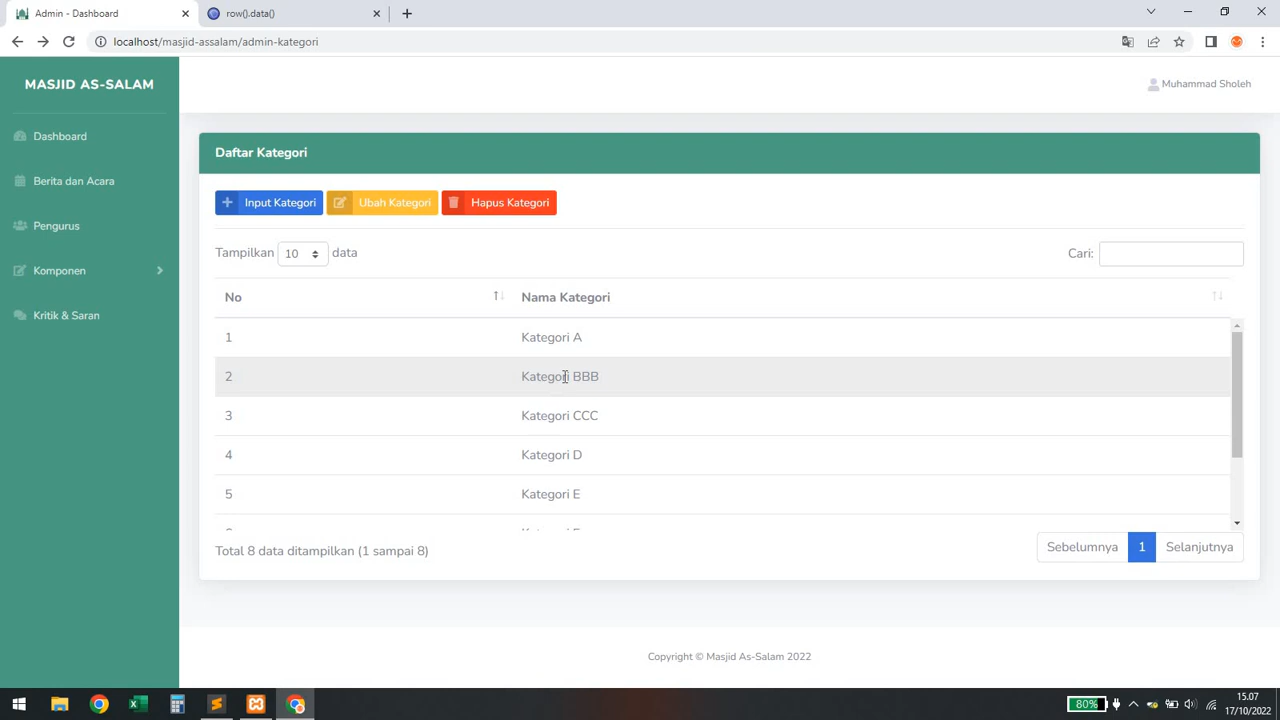 Admin - Dashboard
row().data()
localhost/masjid-assalam/admin-kategori
MASJID AS-SALAM
Muhammad Sholeh
Dashboard
Berita dan Acara
Pengurus
Komponen
Kritik & Saran
Daftar Kategori
Input Kategori
Ubah Kategori
Hapus Kategori
Tampilkan 10 data
Cari:
No Nama Kategori
1 Kategori A
2 Kategori BBB
3 Kategori CCC
4 Kategori D
5 Kategori E
Total 8 data ditampilkan (1 sampai 8)
Sebelumnya 1 Selanjutnya
Copyright © Masjid As-Salam 2022
80%
15.07
17/10/2022